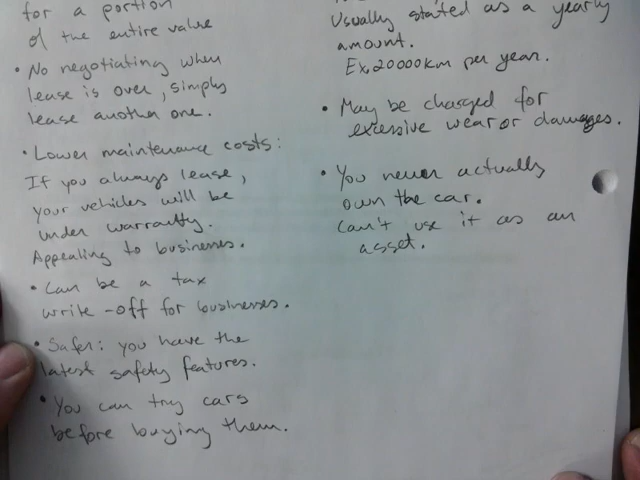 for a portion
of the entire value
• No negotiating when
lease is over, simply
lease another one.
• Lower maintenance costs:
If you always lease,
your vehicles will be
under warranty.
Appealing to businesses.
• Can be a tax
write-off for businesses.
• Safer: you have the
latest safety features.
• You can try cars
before buying them.
Usually stated as a yearly
amount.
Ex. 20000km per year.
• May be charged for
excessive wear or damages.
• You never actually
own the car.
Can't use it as an
asset.